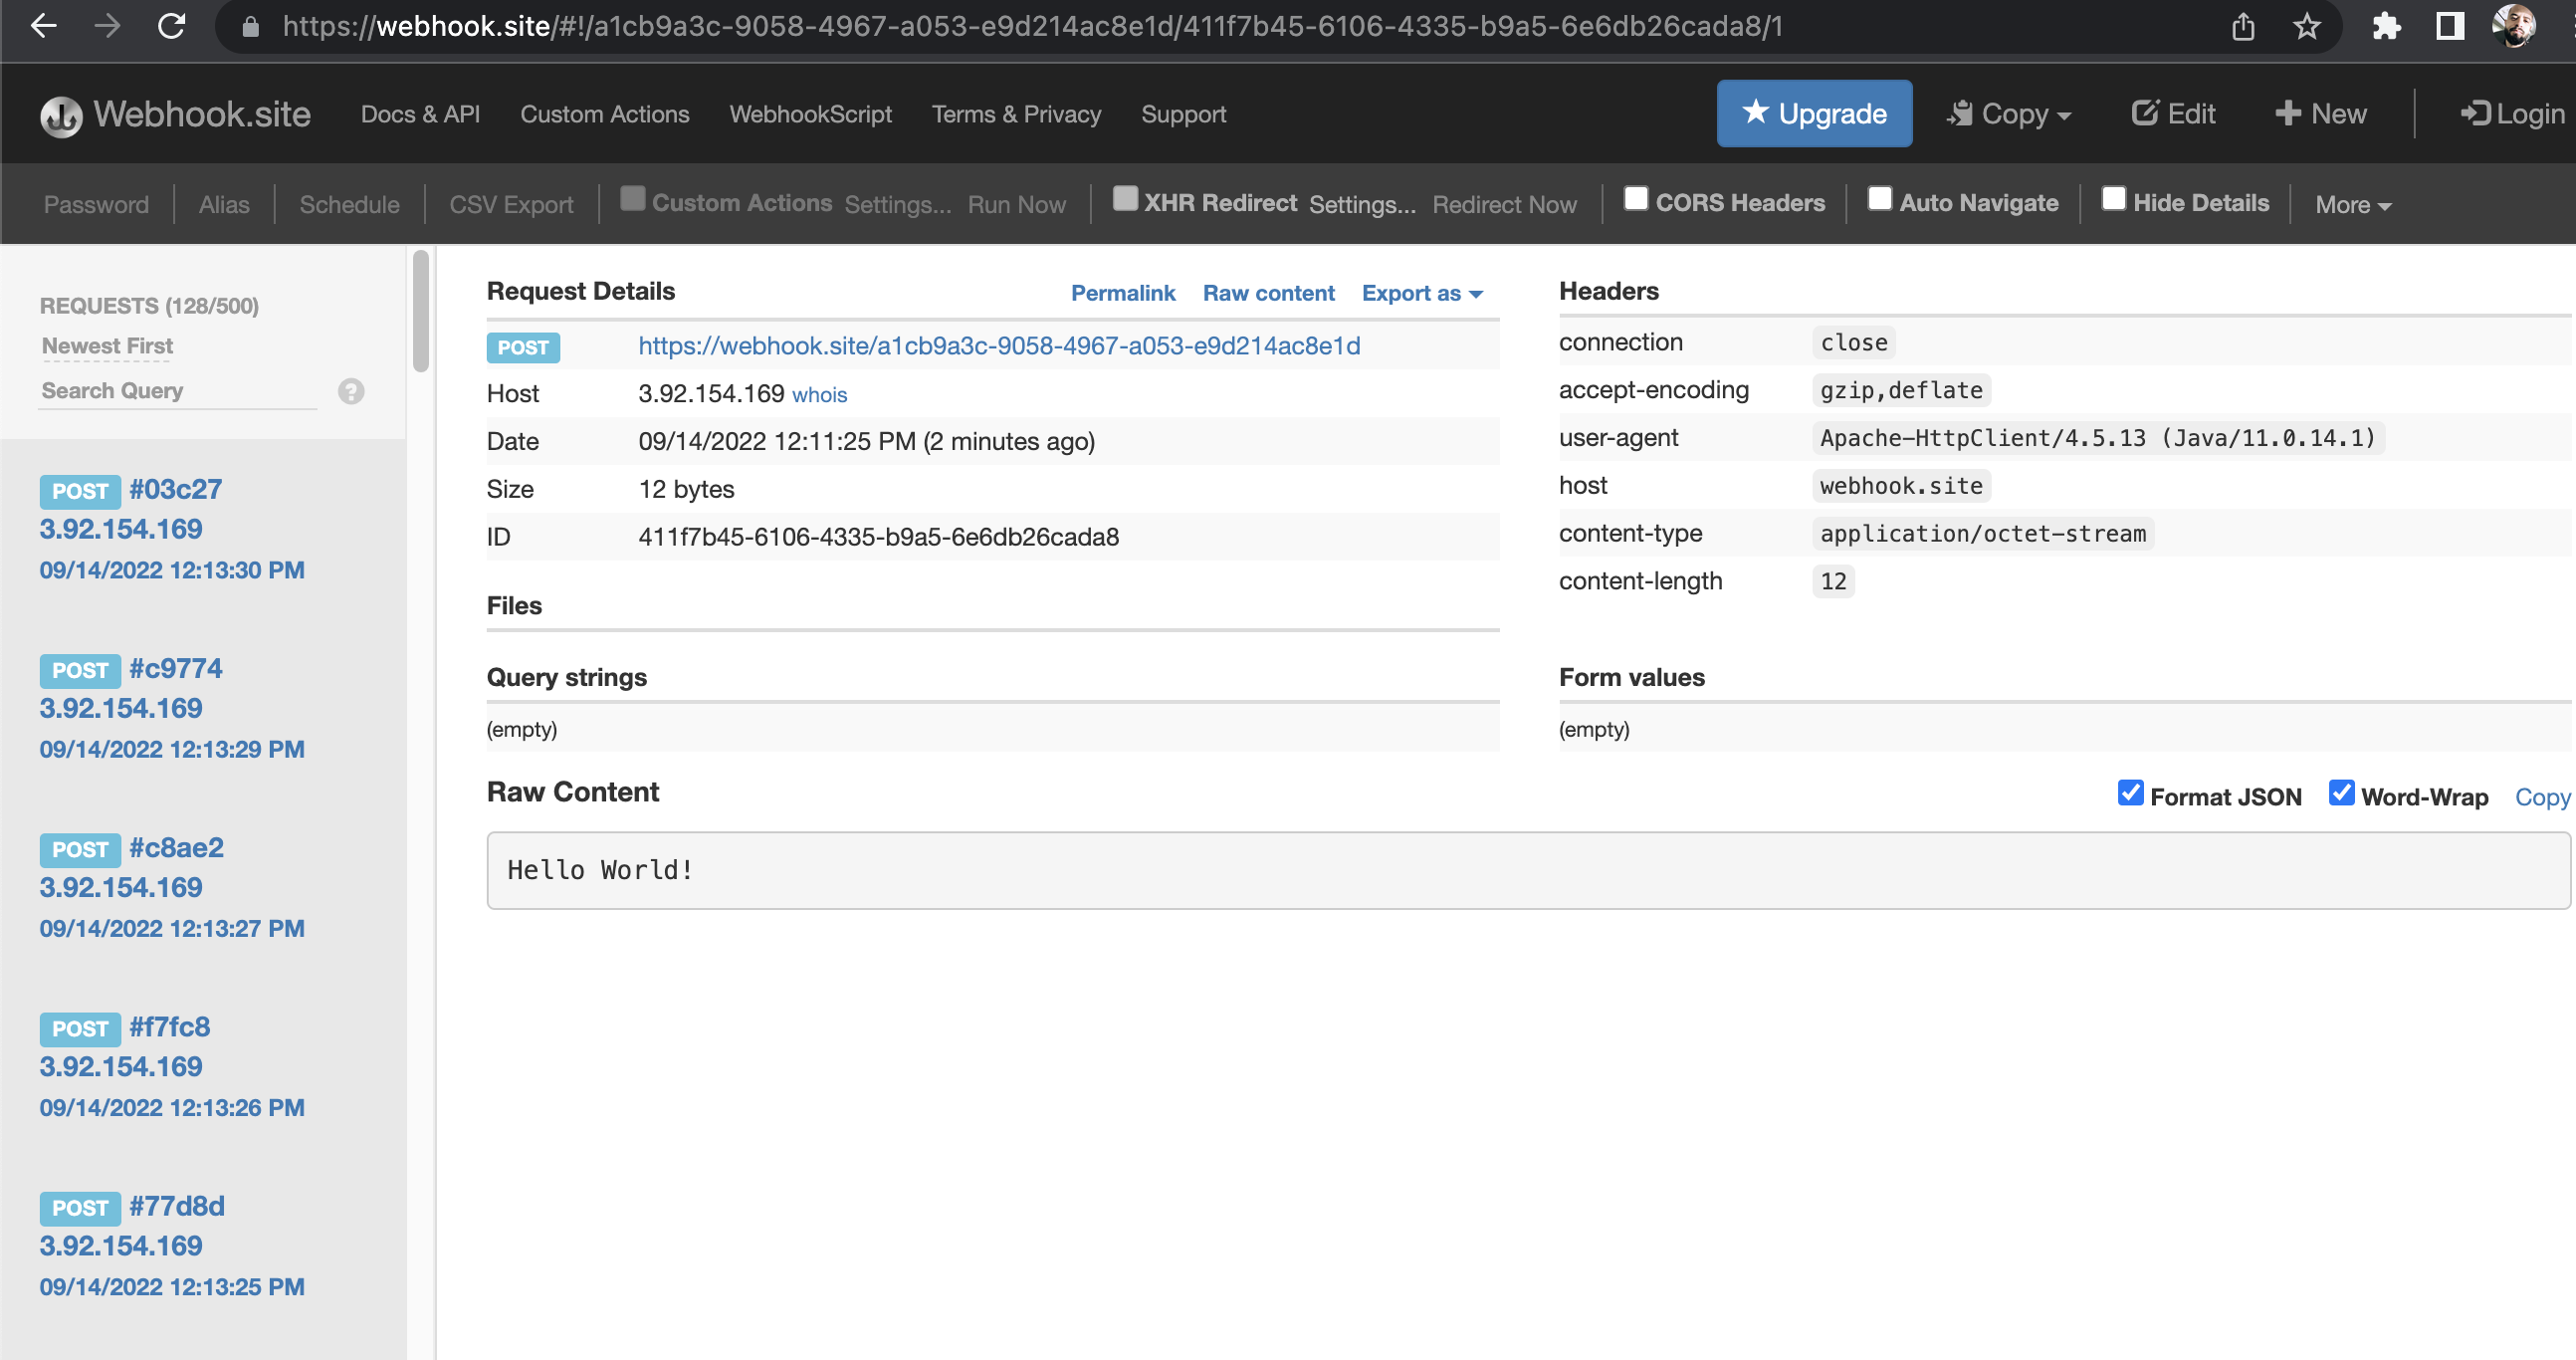 https://webhook.site/#!/a1cb9a3c-9058-4967-a053-e9d214ac8e1d/411f7b45-6106-4335-b9a5-6e6db26cada8/1
Webhook.site Docs & API Custom Actions WebhookScript Terms & Privacy Support Upgrade Copy Edit New Login
Password Alias Schedule CSV Export Custom Actions Settings... Run Now XHR Redirect Settings... Redirect Now CORS Headers Auto Navigate Hide Details More
REQUESTS (128/500)
Newest First
Search Query ?
POST #03c27
3.92.154.169
09/14/2022 12:13:30 PM
POST #c9774
3.92.154.169
09/14/2022 12:13:29 PM
POST #c8ae2
3.92.154.169
09/14/2022 12:13:27 PM
POST #f7fc8
3.92.154.169
09/14/2022 12:13:26 PM
POST #77d8d
3.92.154.169
09/14/2022 12:13:25 PM
Request Details Permalink Raw content Export as
POST https://webhook.site/a1cb9a3c-9058-4967-a053-e9d214ac8e1d
Host 3.92.154.169 whois
Date 09/14/2022 12:11:25 PM (2 minutes ago)
Size 12 bytes
ID 411f7b45-6106-4335-b9a5-6e6db26cada8
Files
Query strings
(empty)
Headers
connection close
accept-encoding gzip,deflate
user-agent Apache-HttpClient/4.5.13 (Java/11.0.14.1)
host webhook.site
content-type application/octet-stream
content-length 12
Form values
(empty)
Raw Content Format JSON Word-Wrap Copy
Hello World!